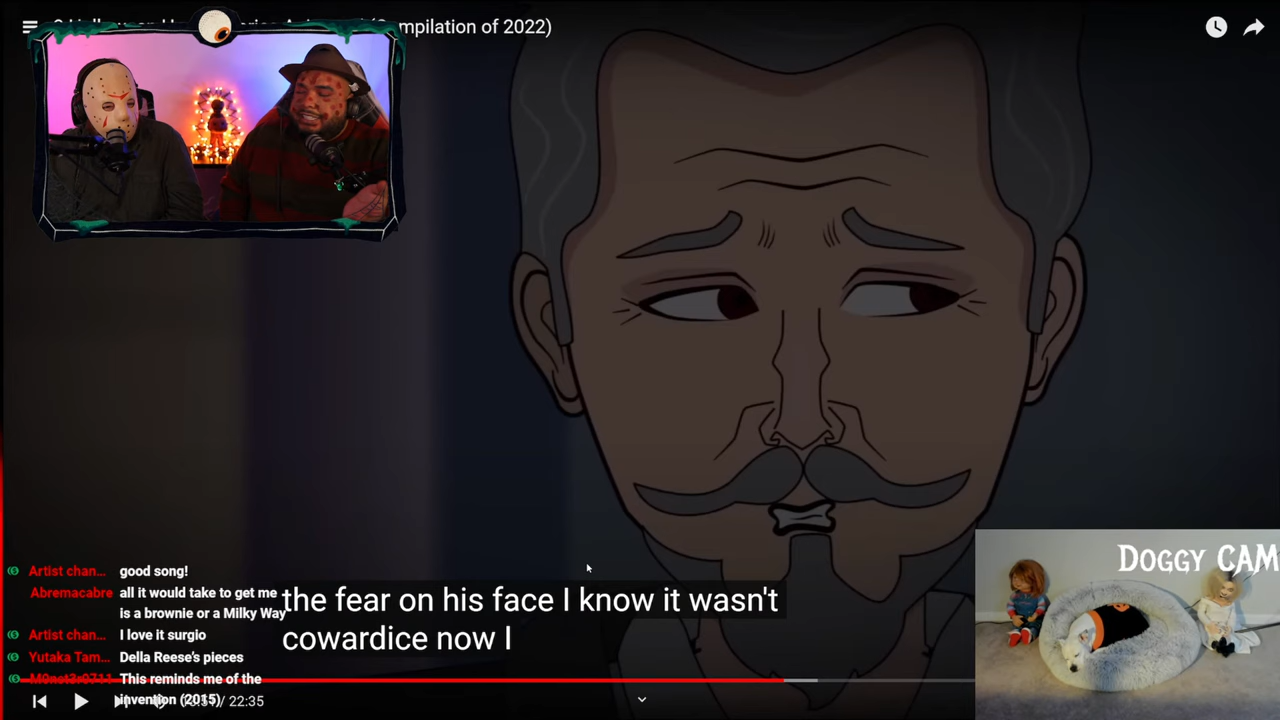 mpilation of 2022)
DOGGY CAM
Artist chan... good song!
Abremacabre all it would take to get me
is a brownie or a Milky Way
Artist chan... I love it surgio
Yutaka Tam... Della Reese's pieces
M0nst3r0711 This reminds me of the
invention (2015)
the fear on his face I know it wasn't
cowardice now I
/ 22:35